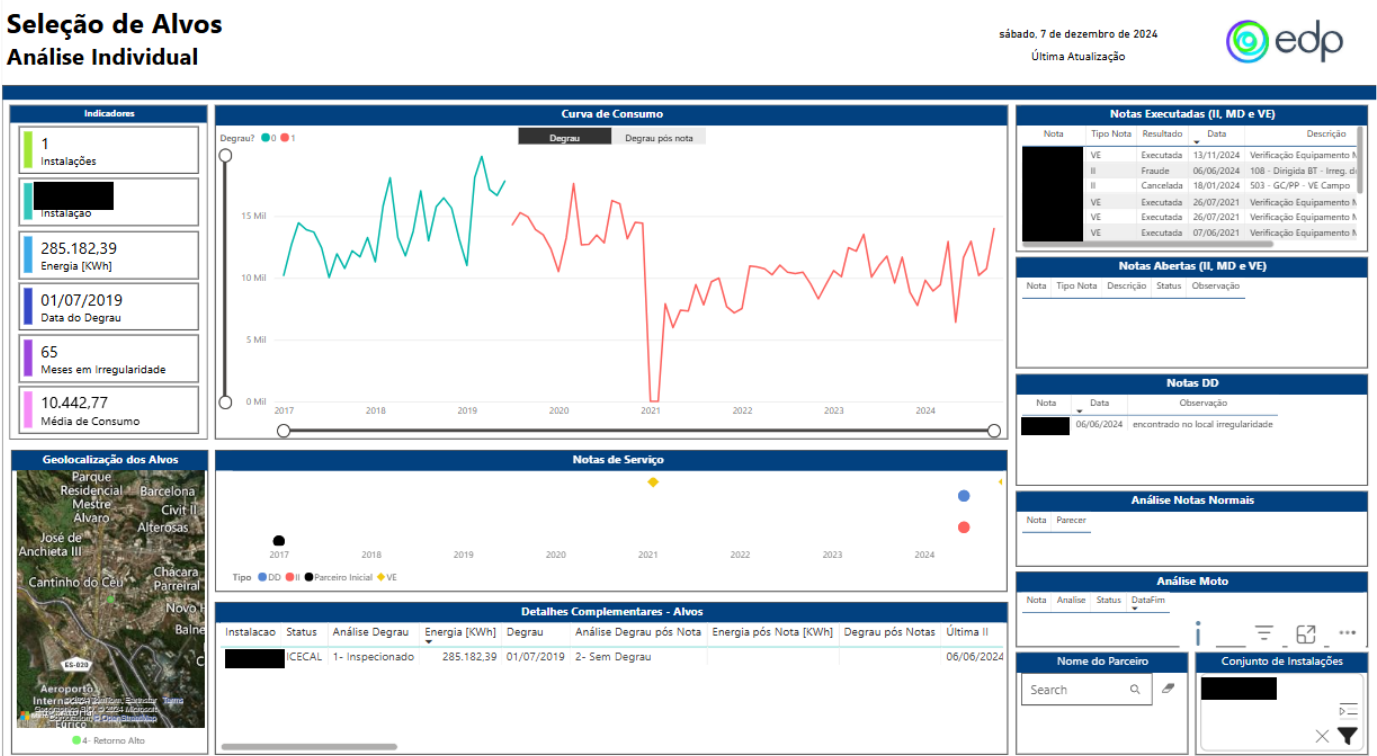 Seleção de Alvos
Análise Individual
sábado, 7 de dezembro de 2024
Última Atualização
edp
Indicadores
1
Instalações
Instalação
285.182,39
Energia [KWh]
01/07/2019
Data do Degrau
65
Meses em Irregularidade
10.442,77
Média de Consumo
Curva de Consumo
Degrau? 0 1
Degrau Degrau pós nota
15 Mil
10 Mil
5 Mil
0 Mil
2017 2018 2019 2020 2021 2022 2023 2024
Notas Executadas (II, MD e VE)
Nota Tipo Nota Resultado Data Descrição
VE Executada 13/11/2024 Verificação Equipamento M
II Fraude 06/06/2024 108 - Dirigida BT - Irreg. d
II Cancelada 18/01/2024 503 - GC/PP - VE Campo
VE Executada 26/07/2021 Verificação Equipamento M
VE Executada 26/07/2021 Verificação Equipamento M
VE Executada 07/06/2021 Verificação Equipamento M
Notas Abertas (II, MD e VE)
Nota Tipo Nota Descrição Status Observação
Notas DD
Nota Data Observação
06/06/2024 encontrado no local irregularidade
Geolocalização dos Alvos
Parque
Residencial
Mestre
Álvaro
Barcelona
Civit II
Alterosas
José de
Anchieta III
Cantinho do Céu
Chácara
Parreiral
Novo H
Balne
C
ES-020
Aeroporto
Internac
Eurico
Terms
4- Retorno Alto
Notas de Serviço
2017 2018 2019 2020 2021 2022 2023 2024
Tipo DD II Parceiro Inicial VE
Detalhes Complementares - Alvos
Instalacao Status Análise Degrau Energia [KWh] Degrau Análise Degrau pós Nota Energia pós Nota [KWh] Degrau pós Notas Última II
ICECAL 1- Inspecionado 285.182,39 01/07/2019 2- Sem Degrau 06/06/2024
Análise Notas Normais
Nota Parecer
Análise Moto
Nota Analise Status DataFim
Nome do Parceiro
Search
Conjunto de Instalações